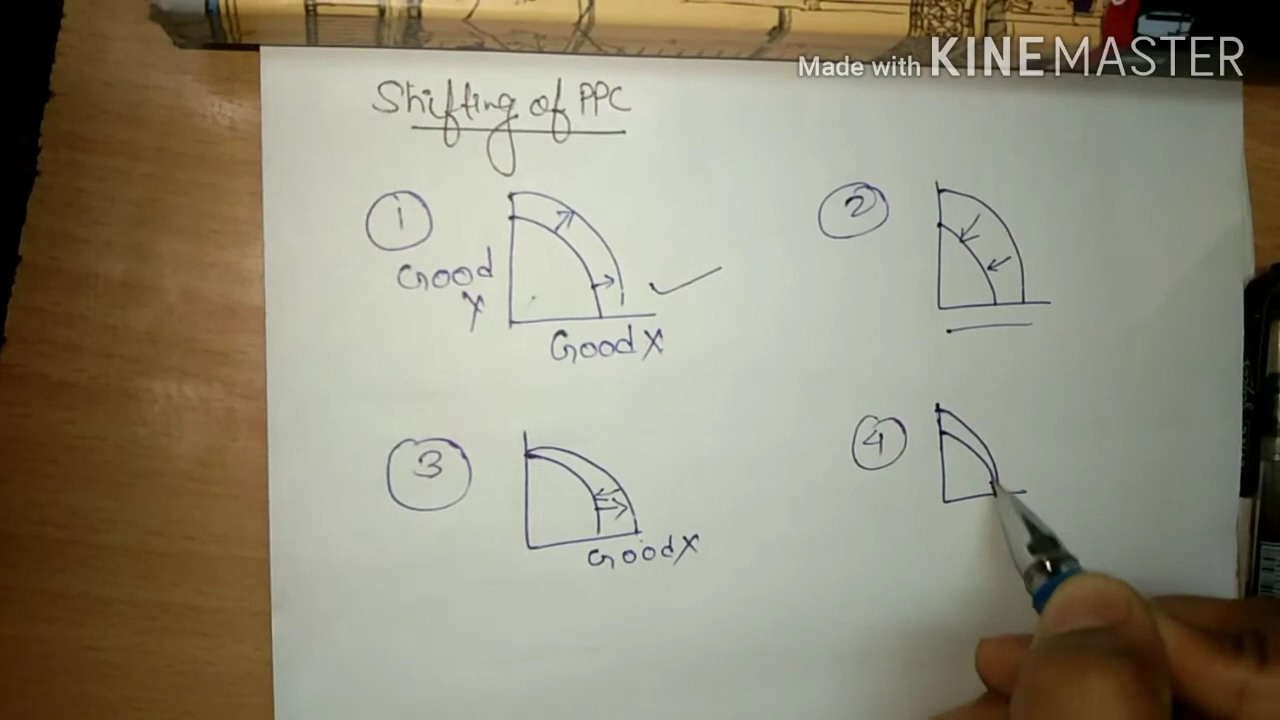 Made with KINEMASTER
Shifting of PPC
1
2
Good
Y
Good X
3
4
Good X